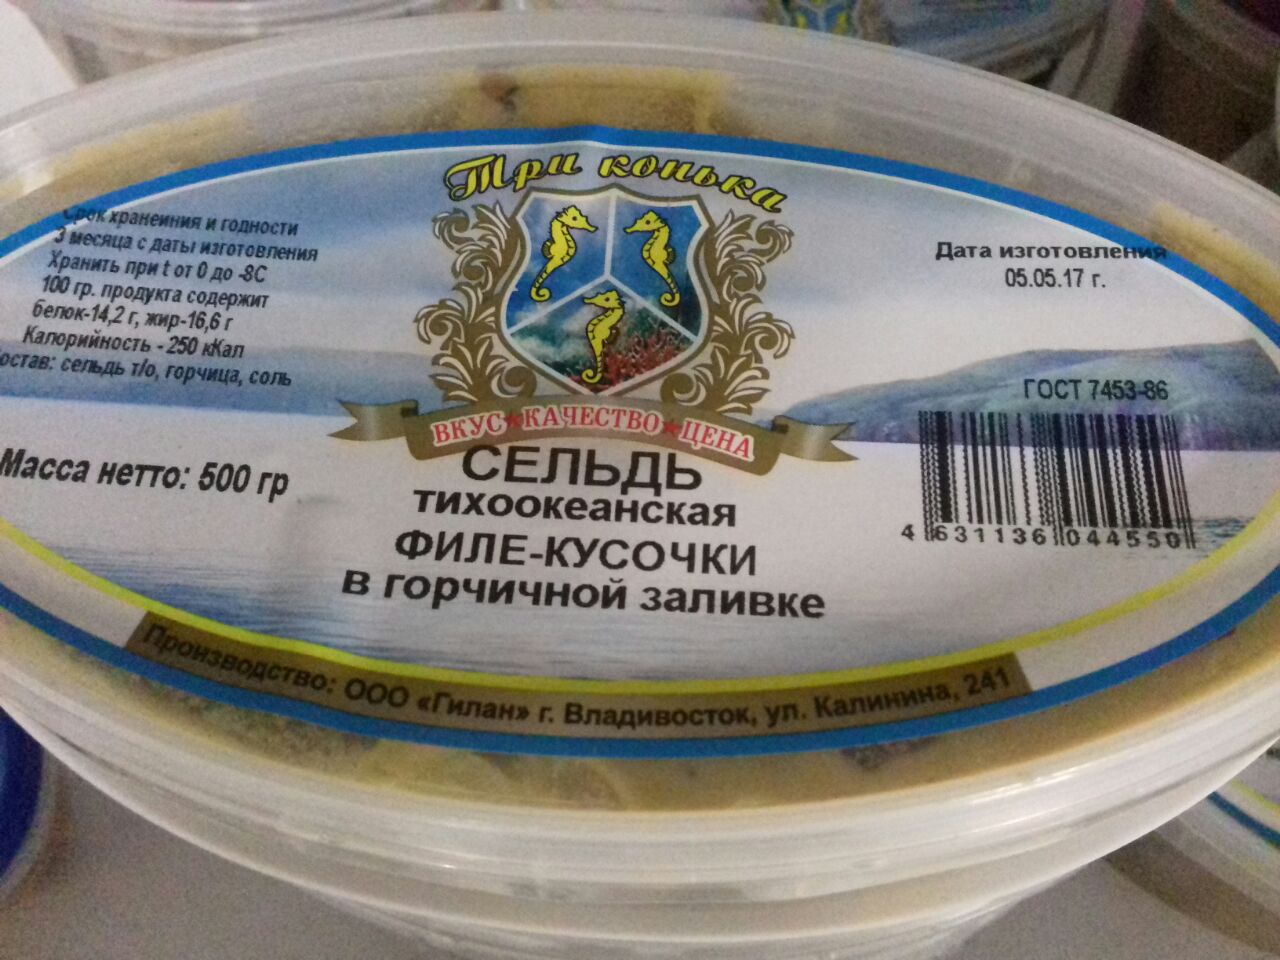 Три конька
Срок хранеиния и годности
3 месяца с даты изготовления
Хранить при t от 0 до -8С
100 гр. продукта содержит
белюк-14,2 г, жир-16,6 г
Калорийность - 250 кКал
остав: сельдь т/о, горчица, соль
Масса нетто: 500 гр
ВКУС★КАЧЕСТВО★ЦЕНА
СЕЛЬДЬ
тихоокеанская
ФИЛЕ-КУСОЧКИ
в горчичной заливке
Дата изготовления
05.05.17 г.
ГОСТ 7453-86
4 631136 044550
Производство: ООО «Гилан» г. Владивосток, ул. Калинина, 241